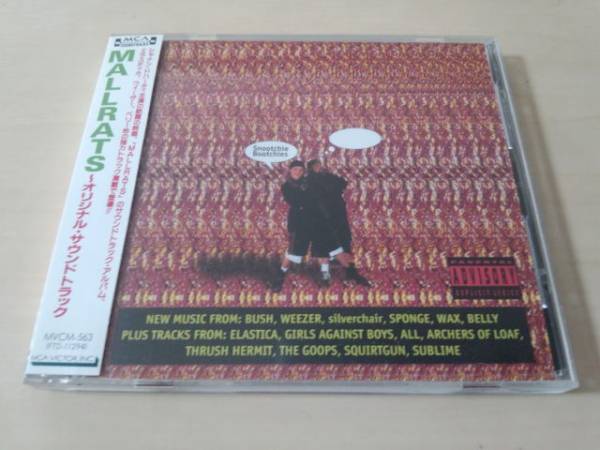 MCA
MALLRATS
~オリジナル・サウンドトラック
MVCM-563
MCA VICTOR, INC.
Snootchie
Bootchies
ADVISORY
EXPLICIT LYRICS
NEW MUSIC FROM: BUSH, WEEZER, silverchair, SPONGE, WAX, BELLY
PLUS TRACKS FROM: ELASTICA, GIRLS AGAINST BOYS, ALL, ARCHERS OF LOAF,
THRUSH HERMIT, THE GOOPS, SQUIRTGUN, SUBLIME